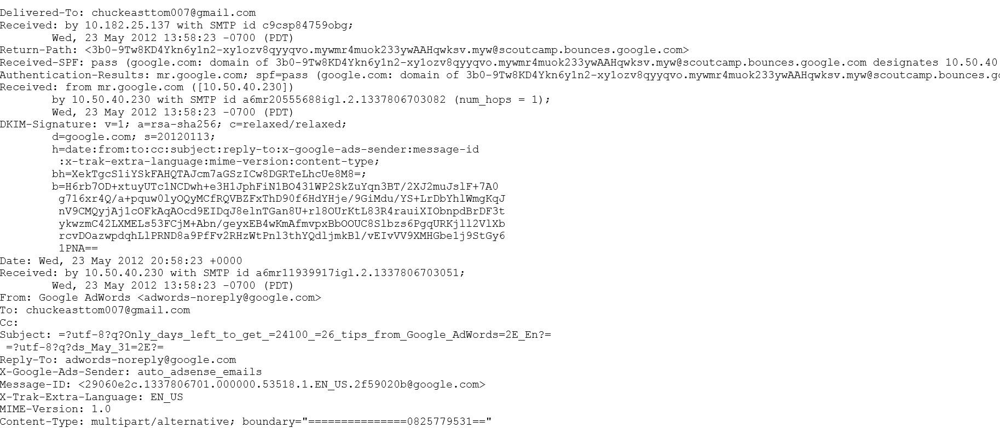 Delivered-To: chuckeasttom007@gmail.com
Received: by 10.182.25.137 with SMTP id c9csp84759obg;
Wed, 23 May 2012 13:58:23 -0700 (PDT)
Return-Path: <3b0-9Tw8KD4Ykn6y1n2-xy1ozv8qyyqvo.mywmr4muok233ywAAHqwksv.myw@scoutcamp.bounces.google.com>
Received-SPF: pass (google.com: domain of 3b0-9Tw8KD4Ykn6y1n2-xy1ozv8qyyqvo.mywmr4muok233ywAAHqwksv.myw@scoutcamp.bounces.google.com designates 10.50.40
Authentication-Results: mr.google.com; spf=pass (google.com: domain of 3b0-9Tw8KD4Ykn6y1n2-xy1ozv8qyyqvo.mywmr4muok233ywAAHqwksv.myw@scoutcamp.bounces.go
Received: from mr.google.com ([10.50.40.230])
by 10.50.40.230 with SMTP id a6mr20555688igl.2.1337806703082 (num_hops = 1);
Wed, 23 May 2012 13:58:23 -0700 (PDT)
DKIM-Signature: v=1; a=rsa-sha256; c=relaxed/relaxed;
d=google.com; s=20120113;
h=date:from:to:cc:subject:reply-to:x-google-ads-sender:message-id
:x-trak-extra-language:mime-version:content-type;
bh=XekTgcS1iYSkFAHQTAJcm7aGSzICw8DGRTeLhcUe8M8=;
b=H6rb7OD+xtuyUTc1NCDwh+e3H1JphFiN1BO431WP2SkZuYqn3BT/2XJ2muJslF+7A0
g716xr4Q/a+pquw0lyOQyMCfRQVBZFxThD90f6HdYHje/9GiMdu/YS+LrDbYhlWmgKqJ
nV9CMQyjAj1cOFkAqAOcd9EIDqJ8elnTGan8U+rl8OUrKtL83R4rauiXIObnpdBrDF3t
ykwzmC42LXMELs53FCjM+Abn/geyxEB4wKmAfmvpxBbOOUC8Slbzs6PgqURKjll2VlXb
rcvDOazwpdqhLlPRND8a9PfFv2RHzWtPnl3thYQdljmkBl/vEIvVV9XMHGbe1j9StGy6
1PNA==
Date: Wed, 23 May 2012 20:58:23 +0000
Received: by 10.50.40.230 with SMTP id a6mr11939917igl.2.1337806703051;
Wed, 23 May 2012 13:58:23 -0700 (PDT)
From: Google AdWords <adwords-noreply@google.com>
To: chuckeasttom007@gmail.com
Cc:
Subject: =?utf-8?q?Only_days_left_to_get_=24100_=26_tips_from_Google_AdWords=2E_En?=
=?utf-8?q?ds_May_31=2E?=
Reply-To: adwords-noreply@google.com
X-Google-Ads-Sender: auto_adsense_emails
Message-ID: <29060e2c.1337806701.000000.53518.1.EN_US.2f59020b@google.com>
X-Trak-Extra-Language: EN_US
MIME-Version: 1.0
Content-Type: multipart/alternative; boundary="===============0825779531=="